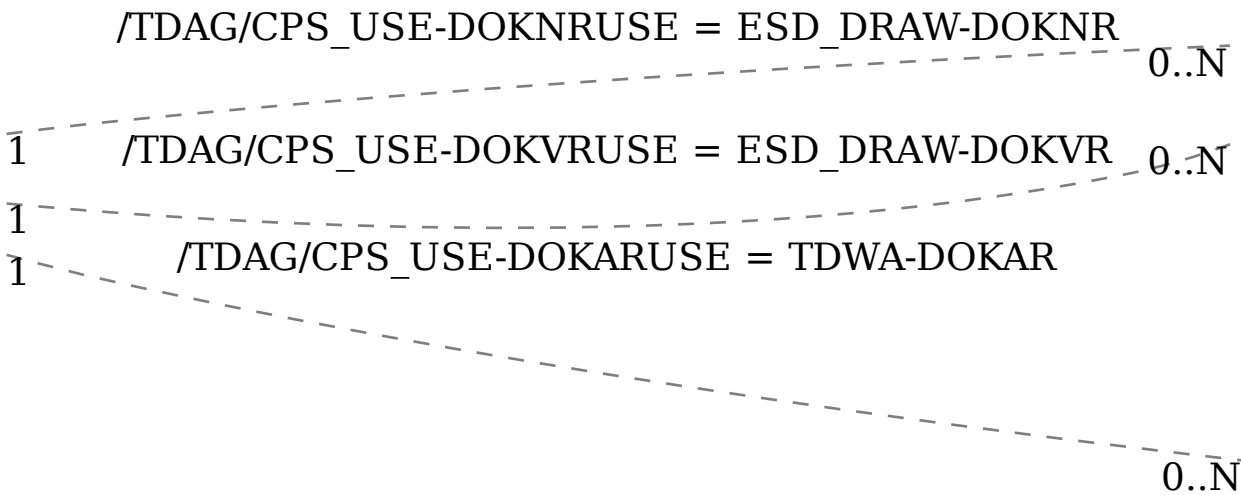 /TDAG/CPS_USE-DOKNRUSE = ESD_DRAW-DOKNR
0..N
1
/TDAG/CPS_USE-DOKVRUSE = ESD_DRAW-DOKVR
0..N
1
/TDAG/CPS_USE-DOKARUSE = TDWA-DOKAR
1
0..N